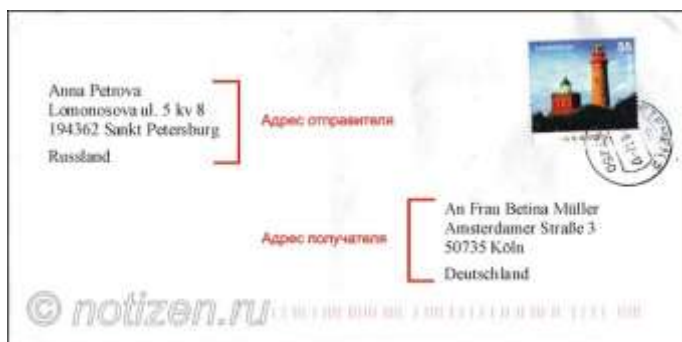 Anna Petrova
Lomonosova ul. 5 kv 8
194362 Sankt Petersburg
Russland
Адрес отправителя
55
An Frau Betina Müller
Amsterdamer Straße 3
50735 Köln
Deutschland
Адрес получателя
© notizen.ru